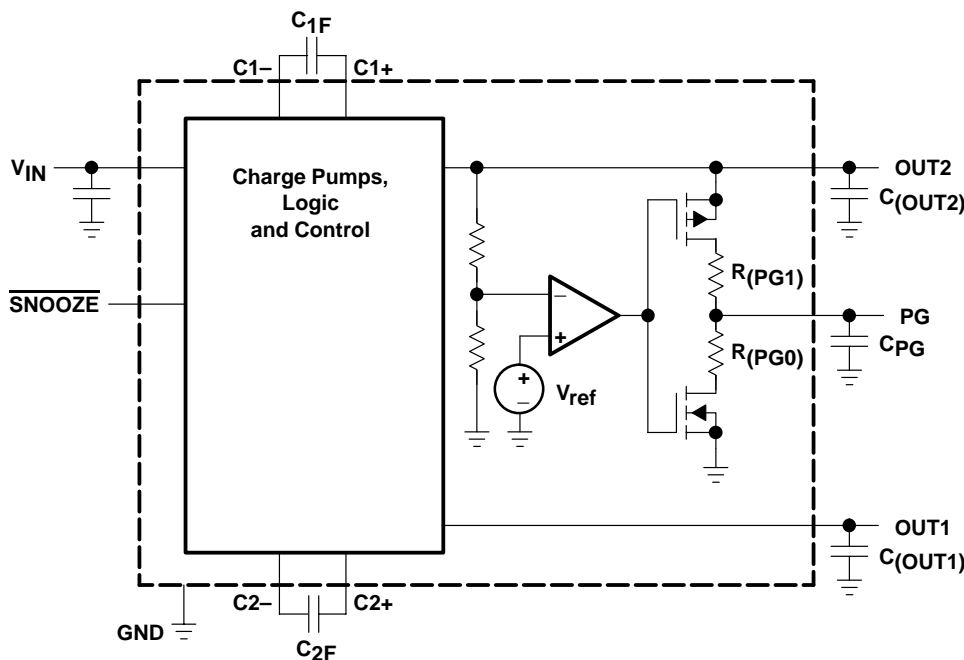 C1F
C1– C1+
VIN
Charge Pumps,
Logic
and Control
OUT2
C(OUT2)
R(PG1)
SNOOZE
–
+
PG
CPG
R(PG0)
+
–
Vref
OUT1
C(OUT1)
C2– C2+
GND
C2F